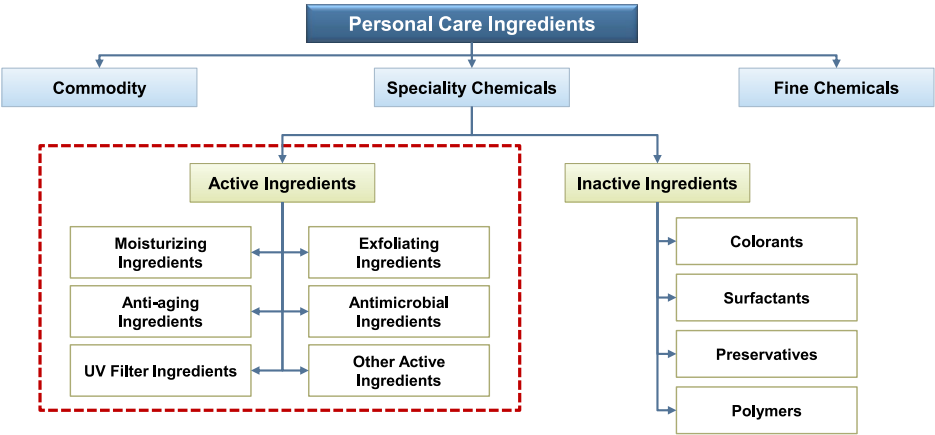 Personal Care Ingredients
Commodity
Speciality Chemicals
Fine Chemicals
Active Ingredients
Inactive Ingredients
Moisturizing
Ingredients
Exfoliating
Ingredients
Anti-aging
Ingredients
Antimicrobial
Ingredients
UV Filter Ingredients
Other Active
Ingredients
Colorants
Surfactants
Preservatives
Polymers